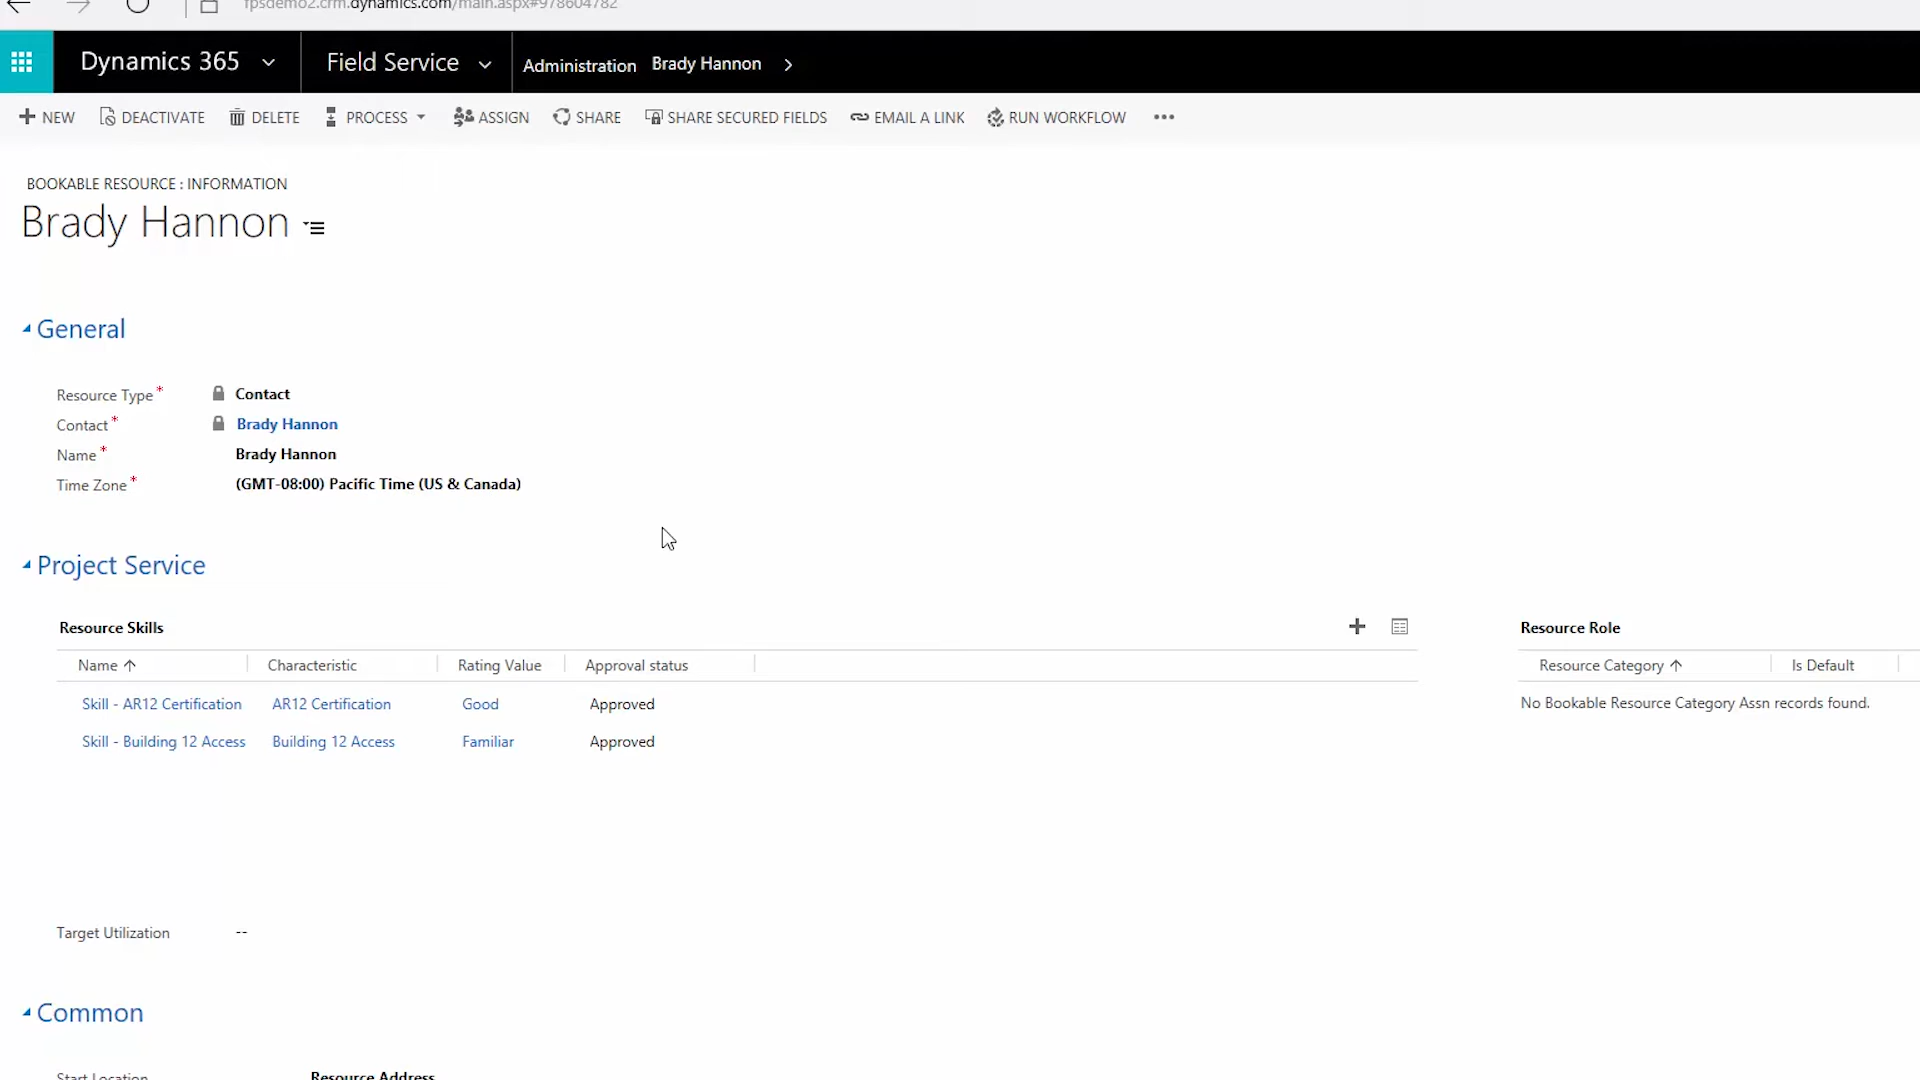 fpsdemo2.crm.dynamics.com/main.aspx#978604782
Dynamics 365 Field Service Administration Brady Hannon
NEW DEACTIVATE DELETE PROCESS ASSIGN SHARE SHARE SECURED FIELDS EMAIL A LINK RUN WORKFLOW •••
BOOKABLE RESOURCE : INFORMATION
Brady Hannon
General
Resource Type * Contact
Contact * Brady Hannon
Name * Brady Hannon
Time Zone * (GMT-08:00) Pacific Time (US & Canada)
Project Service
Resource Skills Resource Role
Name ↑ Characteristic Rating Value Approval status Resource Category ↑ Is Default
Skill - AR12 Certification AR12 Certification Good Approved No Bookable Resource Category Assn records found.
Skill - Building 12 Access Building 12 Access Familiar Approved
Target Utilization --
Common
Start Location Resource Address